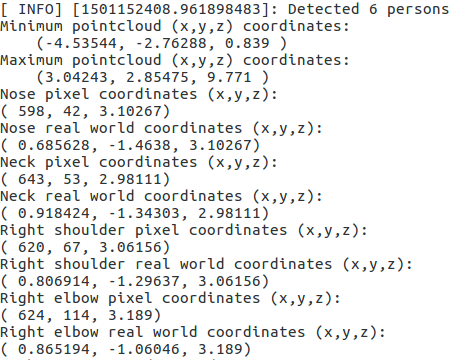 [ INFO] [1501152408.961898483]: Detected 6 persons
Minimum pointcloud (x,y,z) coordinates:
(-4.53544, -2.76288, 0.839 )
Maximum pointcloud (x,y,z) coordinates:
(3.04243, 2.85475, 9.771 )
Nose pixel coordinates (x,y,z):
( 598, 42, 3.10267)
Nose real world coordinates (x,y,z):
( 0.685628, -1.4638, 3.10267)
Neck pixel coordinates (x,y,z):
( 643, 53, 2.98111)
Neck real world coordinates (x,y,z):
( 0.918424, -1.34303, 2.98111)
Right shoulder pixel coordinates (x,y,z):
( 620, 67, 3.06156)
Right shoulder real world coordinates (x,y,z):
( 0.806914, -1.29637, 3.06156)
Right elbow pixel coordinates (x,y,z):
( 624, 114, 3.189)
Right elbow real world coordinates (x,y,z):
( 0.865194, -1.06046, 3.189)